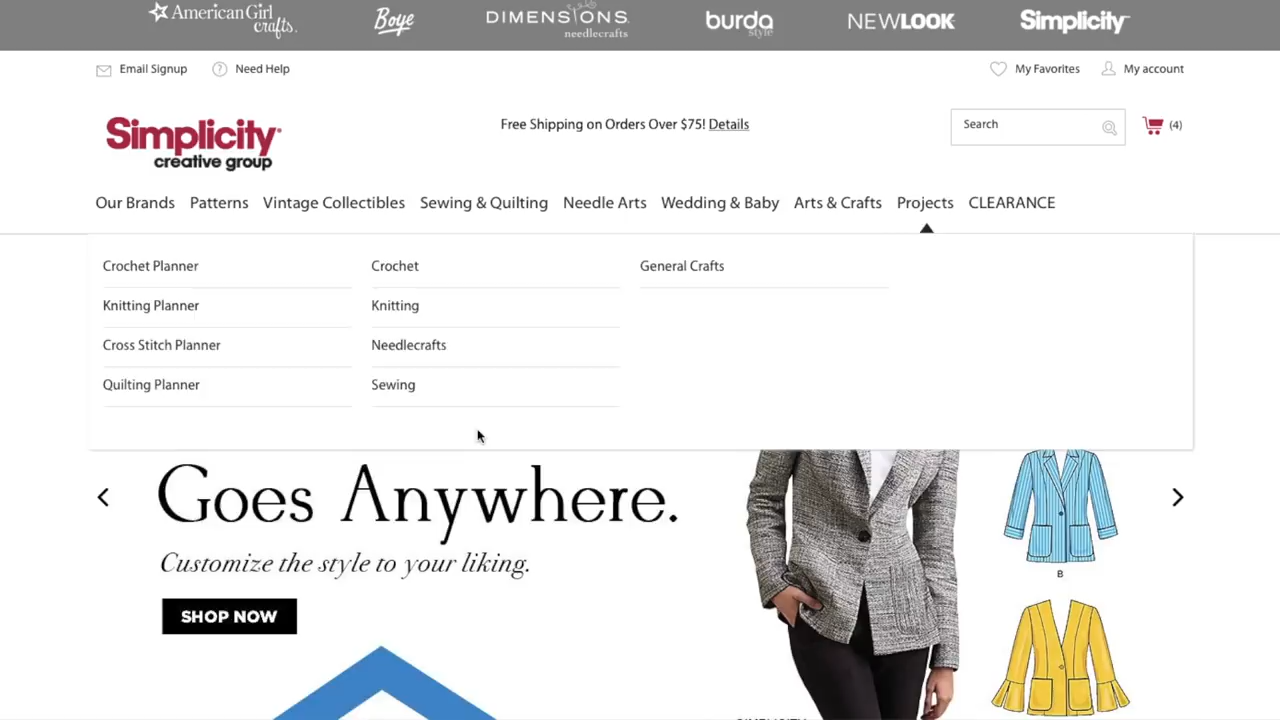 American Girl crafts.
Boye
DIMENSIONS needlecrafts
burda style
NEWLOOK
Simplicity
Email Signup
Need Help
My Favorites
My account
Simplicity creative group
Free Shipping on Orders Over $75! Details
Search
(4)
Our Brands
Patterns
Vintage Collectibles
Sewing & Quilting
Needle Arts
Wedding & Baby
Arts & Crafts
Projects
CLEARANCE
Crochet Planner
Crochet
General Crafts
Knitting Planner
Knitting
Cross Stitch Planner
Needlecrafts
Quilting Planner
Sewing
Goes Anywhere.
Customize the style to your liking.
SHOP NOW
B
SIMPLICITY